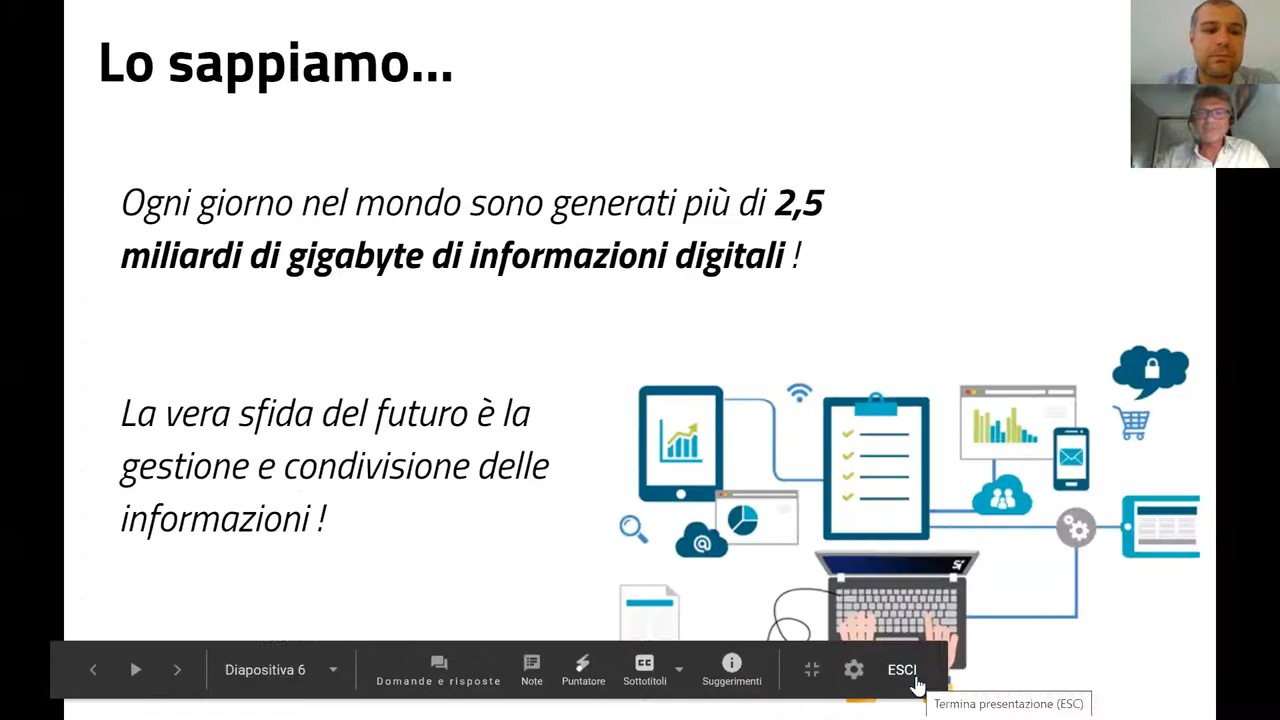 Lo sappiamo...
Ogni giorno nel mondo sono generati più di 2,5
miliardi di gigabyte di informazioni digitali !
La vera sfida del futuro è la
gestione e condivisione delle
informazioni !
@
Si
Diapositiva 6
Domande e risposte
Note
Puntatore
CC
Sottotitoli
Suggerimenti
ESCI
Termina presentazione (ESC)